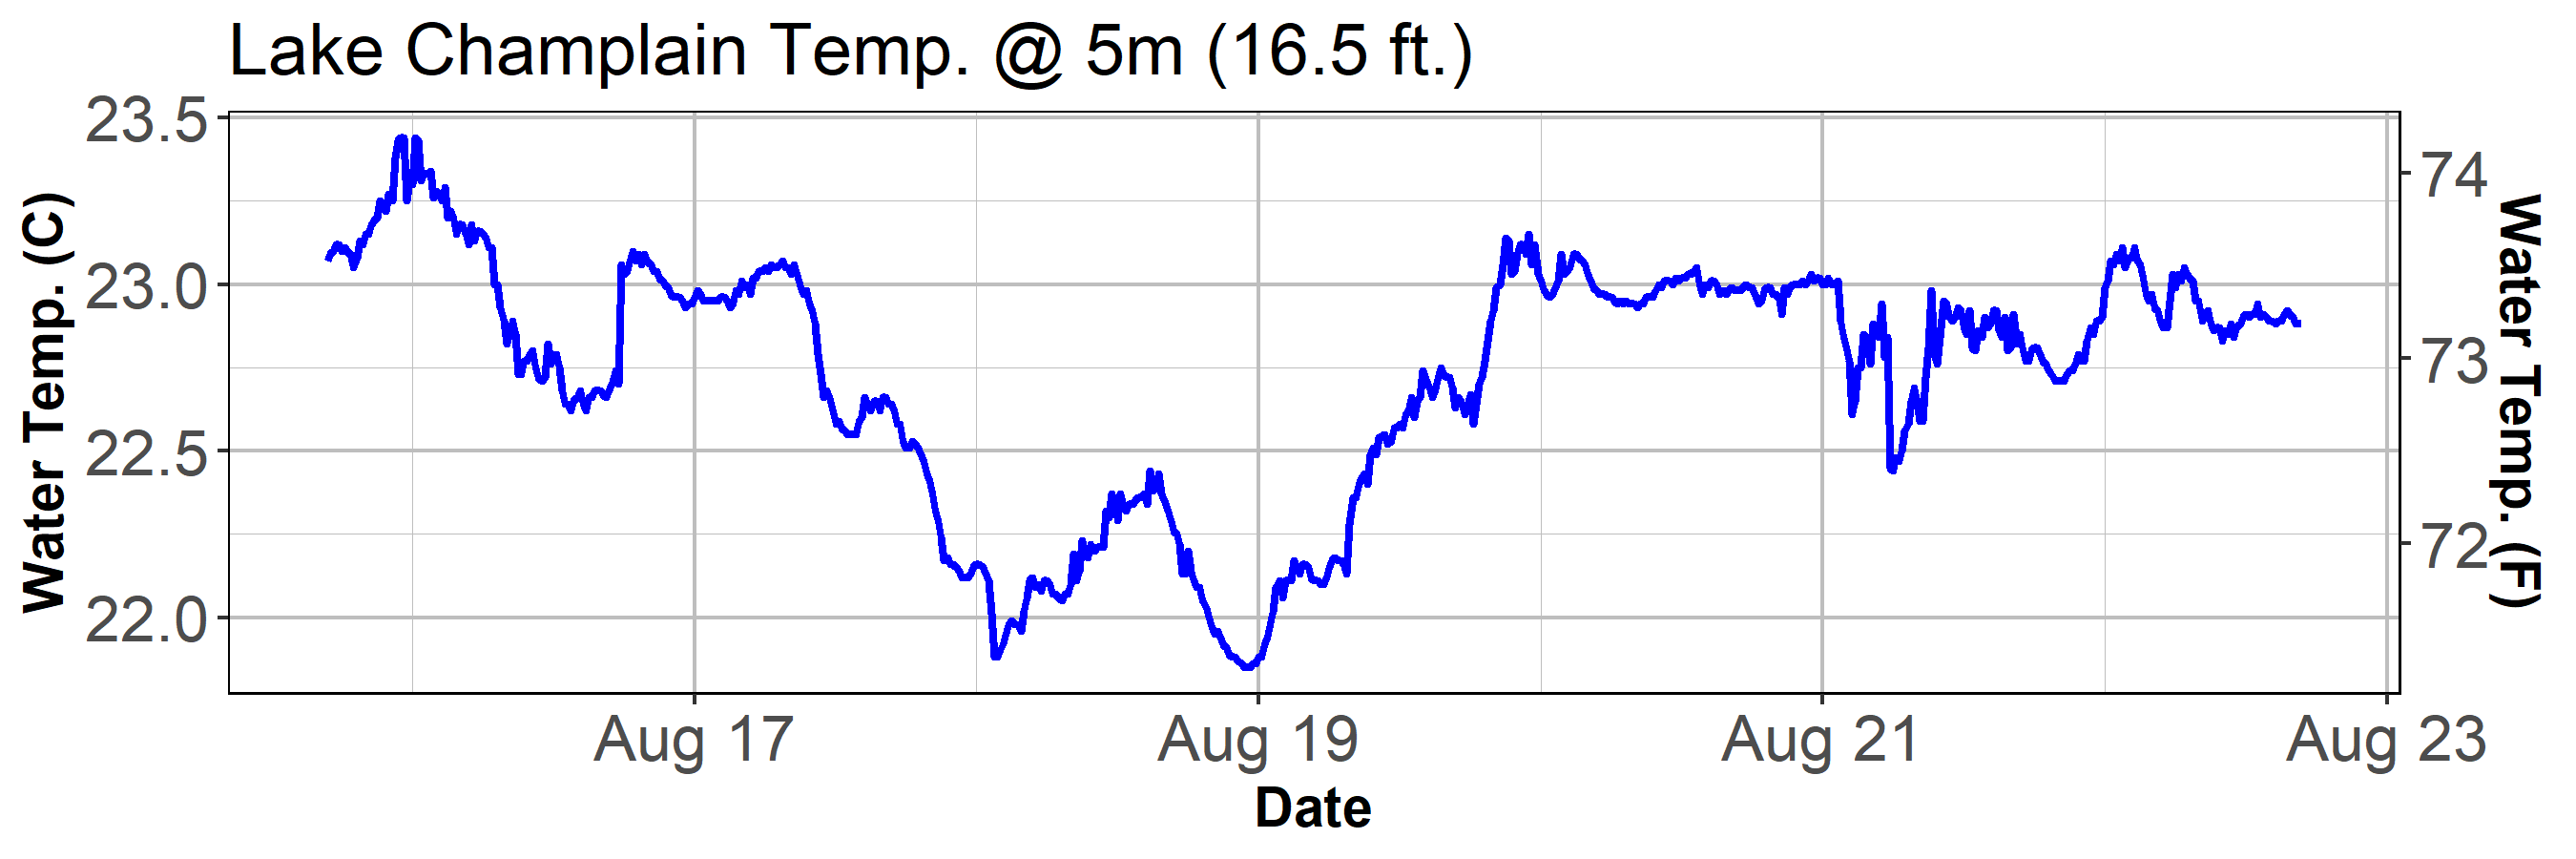 Lake Champlain Temp. @ 5m (16.5 ft.)
23.5
23.0
22.5
22.0
Water Temp. (C)
74
73
72
Water Temp. (F)
Aug 17 Aug 19 Aug 21 Aug 23
Date